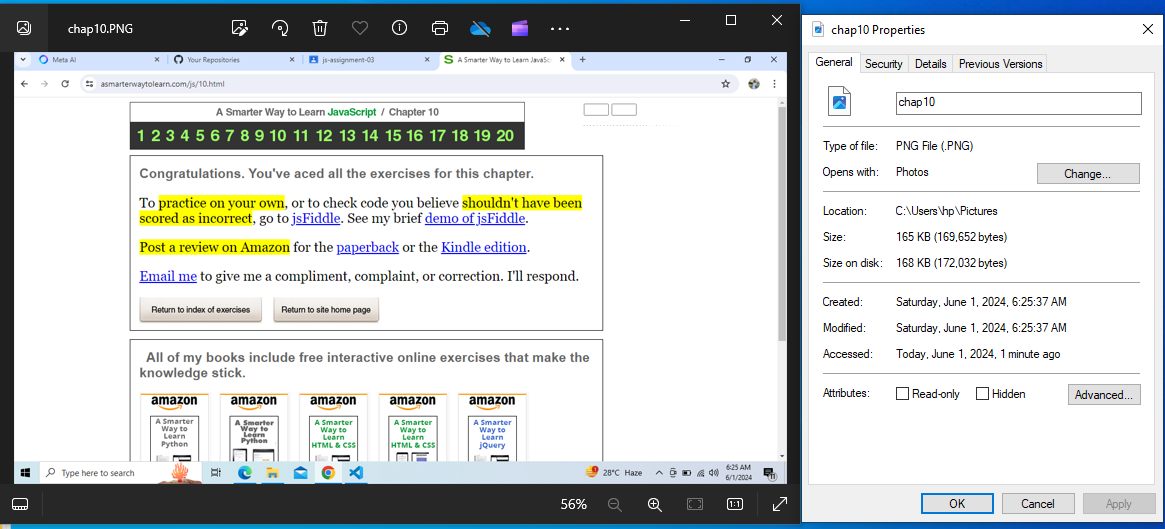 chap10.PNG
Meta AI
Your Repositories
js-assignment-03
A Smarter Way to Learn JavaSc
asmarterwaytolearn.com/js/10.html
A Smarter Way to Learn JavaScript / Chapter 10
1 2 3 4 5 6 7 8 9 10 11 12 13 14 15 16 17 18 19 20
Congratulations. You've aced all the exercises for this chapter.
To practice on your own, or to check code you believe shouldn't have been
scored as incorrect, go to jsFiddle. See my brief demo of jsFiddle.
Post a review on Amazon for the paperback or the Kindle edition.
Email me to give me a compliment, complaint, or correction. I'll respond.
Return to index of exercises
Return to site home page
All of my books include free interactive online exercises that make the
knowledge stick.
amazon
A Smarter
Way to
Learn
Python
amazon
A Smarter
Way to
Learn
Python
amazon
A Smarter
Way to
Learn
HTML & CSS
amazon
A Smarter
Way to
Learn
HTML & CSS
amazon
A Smarter
Way to
Learn
jQuery
Type here to search
28°C Haze
6:25 AM
6/1/2024
56%
1:1
chap10 Properties
General
Security
Details
Previous Versions
chap10
Type of file:
PNG File (.PNG)
Opens with:
Photos
Change...
Location:
C:\Users\hp\Pictures
Size:
165 KB (169,652 bytes)
Size on disk:
168 KB (172,032 bytes)
Created:
Saturday, June 1, 2024, 6:25:37 AM
Modified:
Saturday, June 1, 2024, 6:25:37 AM
Accessed:
Today, June 1, 2024, 1 minute ago
Attributes:
Read-only
Hidden
Advanced...
OK
Cancel
Apply